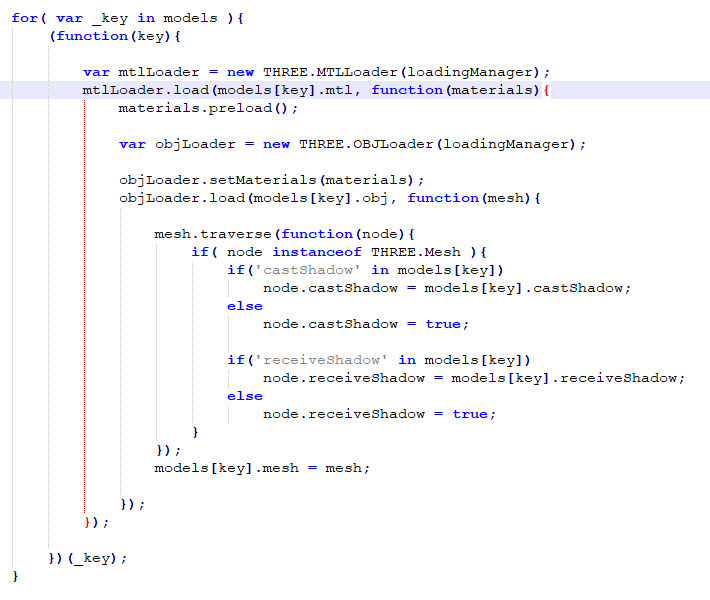 for( var _key in models ){
(function(key){
var mtlLoader = new THREE.MTLLoader(loadingManager);
mtlLoader.load(models[key].mtl, function(materials){
materials.preload();
var objLoader = new THREE.OBJLoader(loadingManager);
objLoader.setMaterials(materials);
objLoader.load(models[key].obj, function(mesh){
mesh.traverse(function(node){
if( node instanceof THREE.Mesh ){
if('castShadow' in models[key])
node.castShadow = models[key].castShadow;
else
node.castShadow = true;
if('receiveShadow' in models[key])
node.receiveShadow = models[key].receiveShadow;
else
node.receiveShadow = true;
}
});
models[key].mesh = mesh;
});
});
})(_key);
}